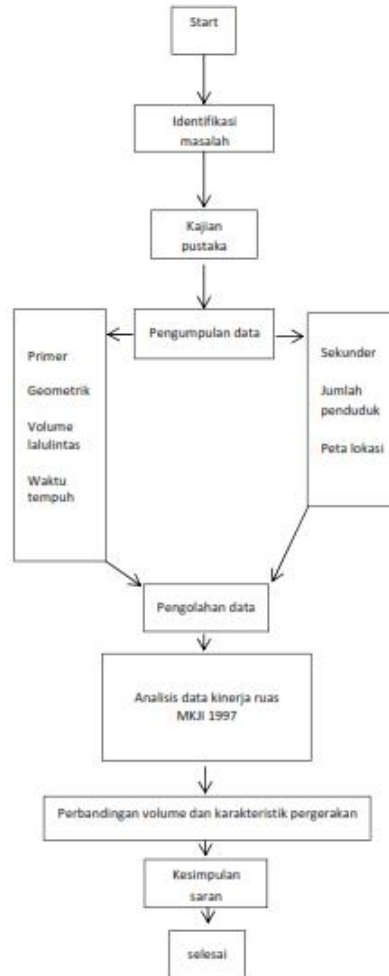 Start
Identifikasi
masalah
Kajian
pustaka
Pengumpulan data
Primer
Geometrik
Volume
lalulintas
Waktu
tempuh
Sekunder
Jumlah
penduduk
Peta lokasi
Pengolahan data
Analisis data kinerja ruas
MKJI 1997
Perbandingan volume dan karakteristik pergerakan
Kesimpulan
saran
selesai